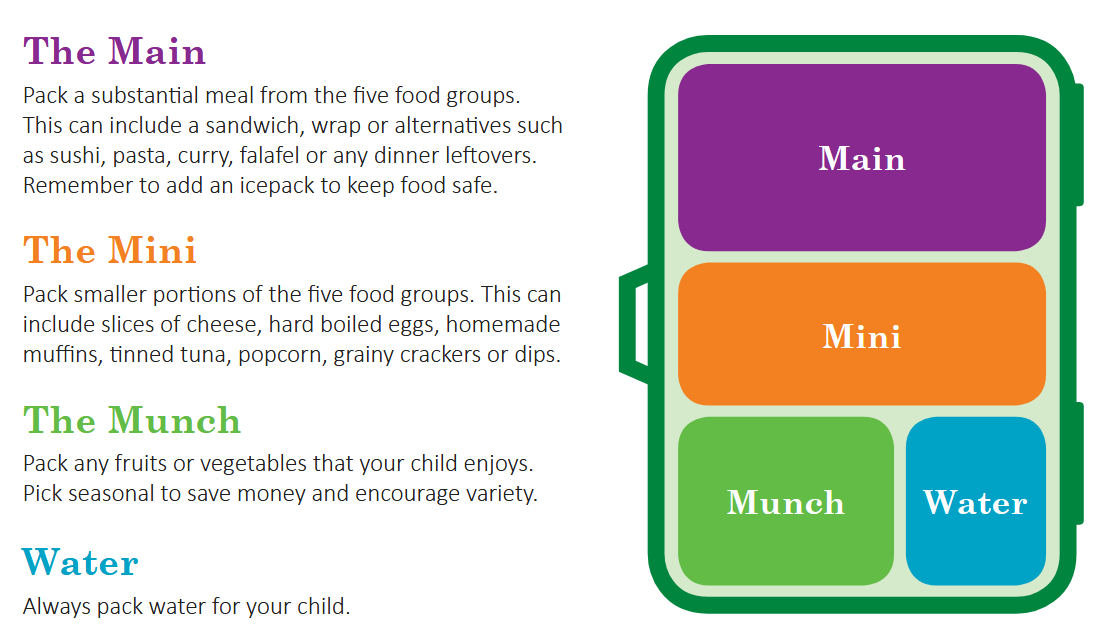 The Main
Pack a substantial meal from the five food groups.
This can include a sandwich, wrap or alternatives such
as sushi, pasta, curry, falafel or any dinner leftovers.
Remember to add an icepack to keep food safe.
The Mini
Pack smaller portions of the five food groups. This can
include slices of cheese, hard boiled eggs, homemade
muffins, tinned tuna, popcorn, grainy crackers or dips.
The Munch
Pack any fruits or vegetables that your child enjoys.
Pick seasonal to save money and encourage variety.
Water
Always pack water for your child.
Main
Mini
Munch
Water